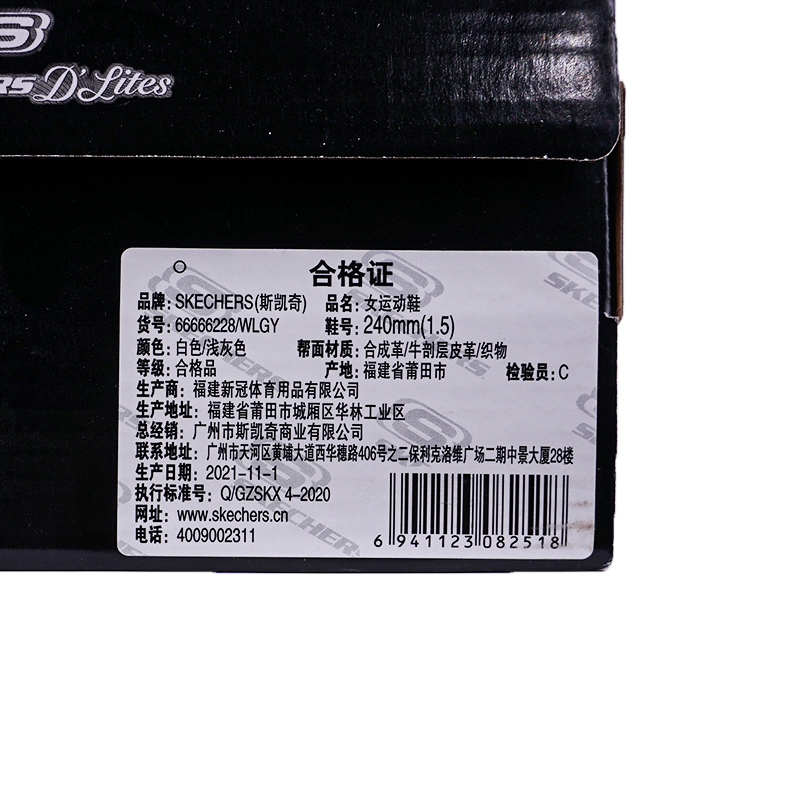 S
ERS D'Lites
合格证
品牌: SKECHERS(斯凯奇) 品名: 女运动鞋
货号: 66666228/WLGY 鞋号: 240mm(1.5)
颜色: 白色/浅灰色 帮面材质: 合成革/牛剖层皮革/织物
等级: 合格品 产地: 福建省莆田市 检验员: C
生产商: 福建新冠体育用品有限公司
生产地址: 福建省莆田市城厢区华林工业区
总经销: 广州市斯凯奇商业有限公司
联系地址: 广州市天河区黄埔大道西华穗路406号之二保利克洛维广场二期中景大厦28楼
生产日期: 2021-11-1
执行标准号: Q/GZSKX 4-2020
网址: www.skechers.cn
电话: 4009002311
6 941123 082518